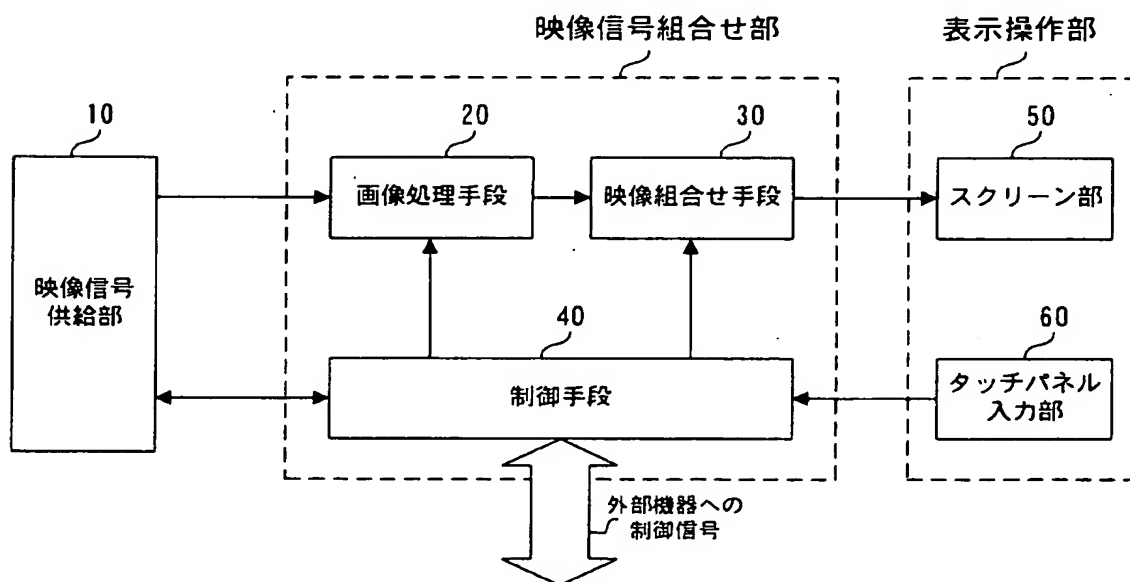 映像信号組合せ部
表示操作部
10
20
30
50
画像処理手段
映像組合せ手段
スクリーン部
映像信号
供給部
40
60
制御手段
タッチパネル
入力部
外部機器への
制御信号